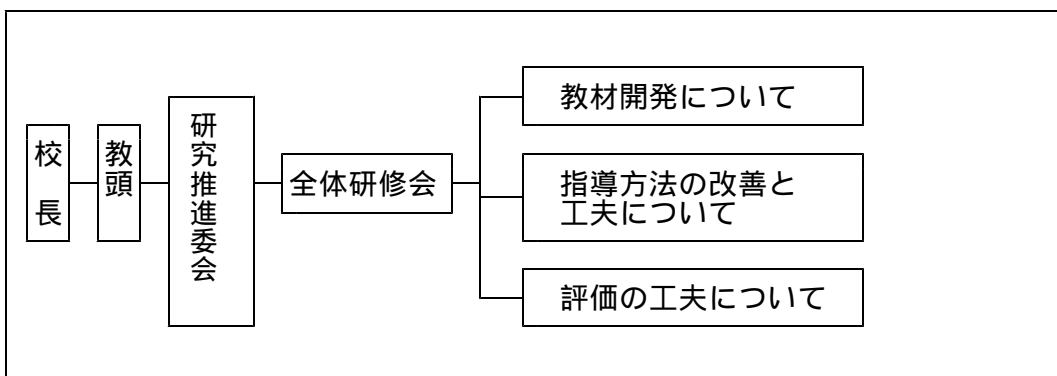 校長
教頭
研究推進委会
全体研修会
教材開発について
指導方法の改善と
工夫について
評価の工夫について